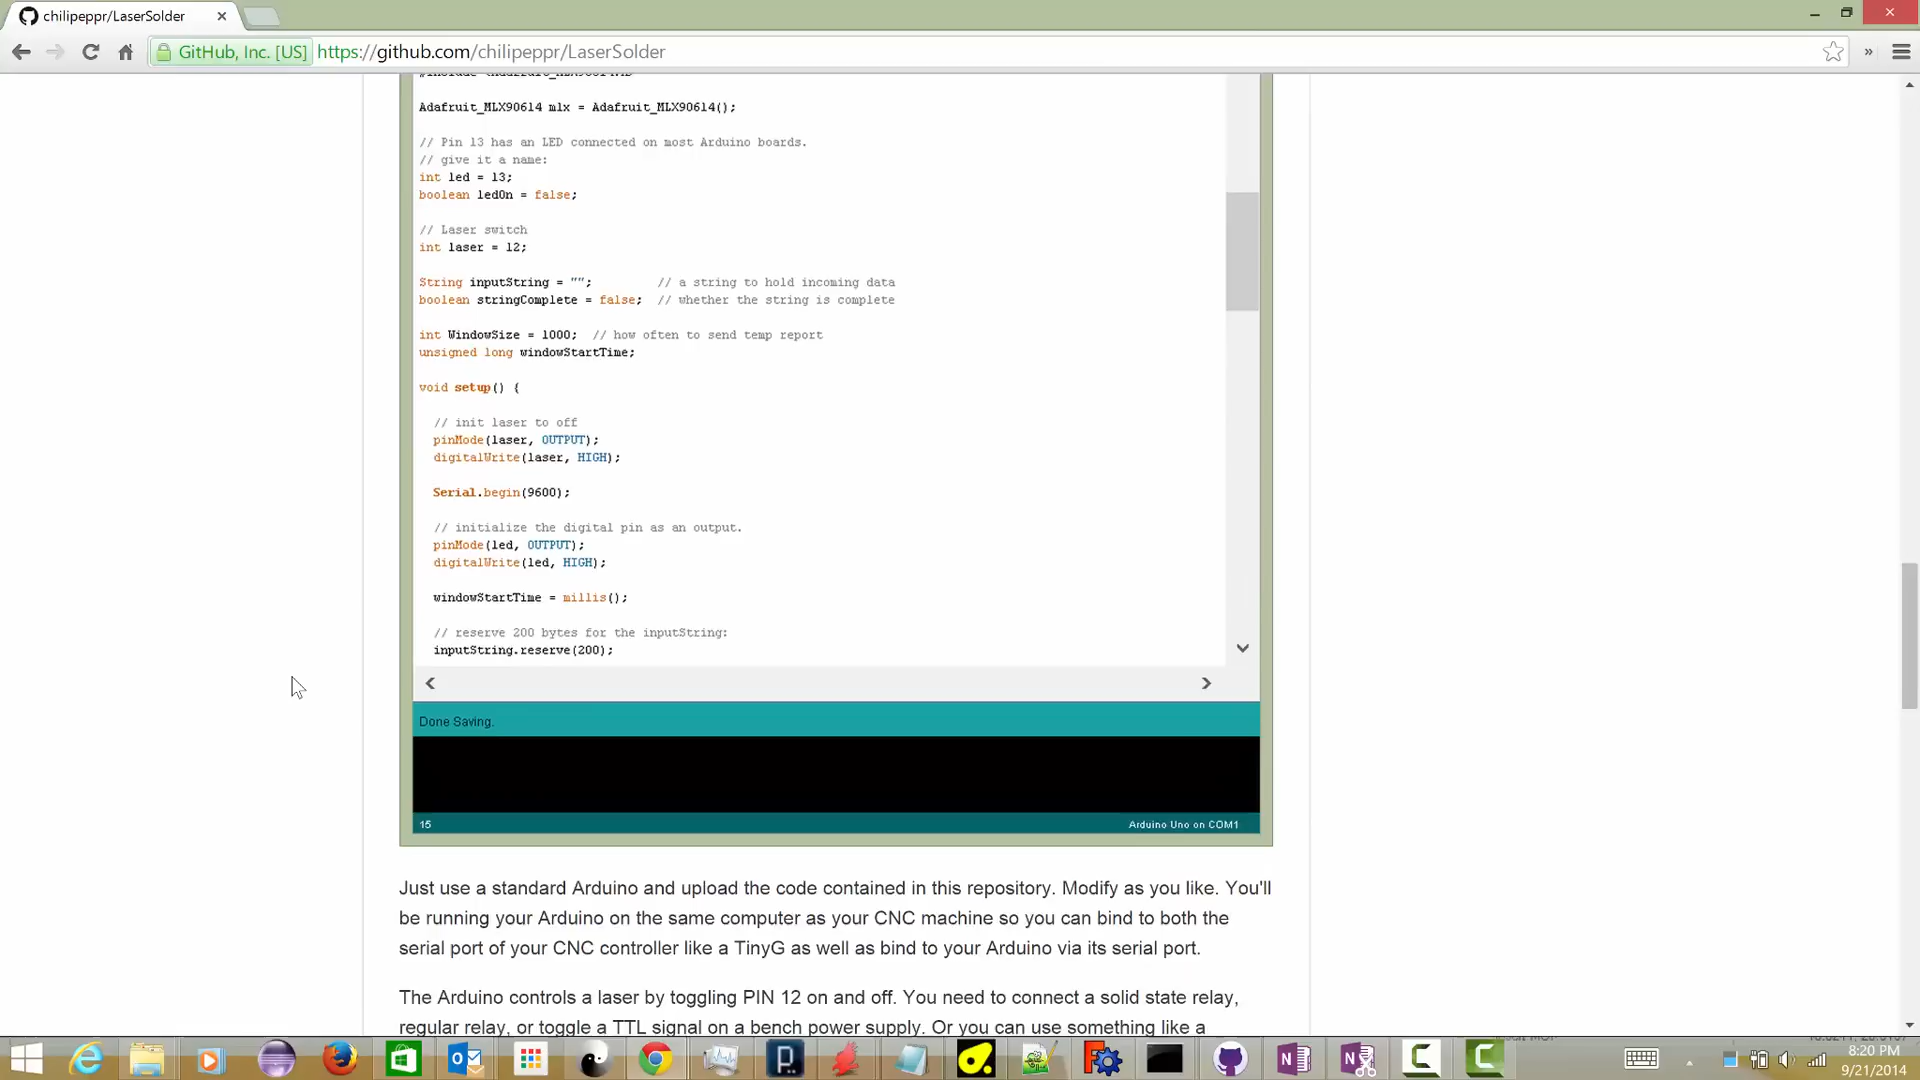 chilipeppr/LaserSolder
GitHub, Inc. [US] https://github.com/chilipeppr/LaserSolder
Adafruit_MLX90614 mlx = Adafruit_MLX90614();
// Pin 13 has an LED connected on most Arduino boards.
// give it a name:
int led = 13;
boolean ledOn = false;
// Laser switch
int laser = 12;
String inputString = "";         // a string to hold incoming data
boolean stringComplete = false;  // whether the string is complete
int WindowSize = 1000;  // how often to send temp report
unsigned long windowStartTime;
void setup() {
// init laser to off
pinMode(laser, OUTPUT);
digitalWrite(laser, HIGH);
Serial.begin(9600);
// initialize the digital pin as an output.
pinMode(led, OUTPUT);
digitalWrite(led, HIGH);
windowStartTime = millis();
// reserve 200 bytes for the inputString:
inputString.reserve(200);
Done Saving.
15
Arduino Uno on COM1
Just use a standard Arduino and upload the code contained in this repository. Modify as you like. You'll
be running your Arduino on the same computer as your CNC machine so you can bind to both the
serial port of your CNC controller like a TinyG as well as bind to your Arduino via its serial port.
The Arduino controls a laser by toggling PIN 12 on and off. You need to connect a solid state relay,
regular relay, or toggle a TTL signal on a bench power supply. Or you can use something like a
8:20 PM
9/21/2014